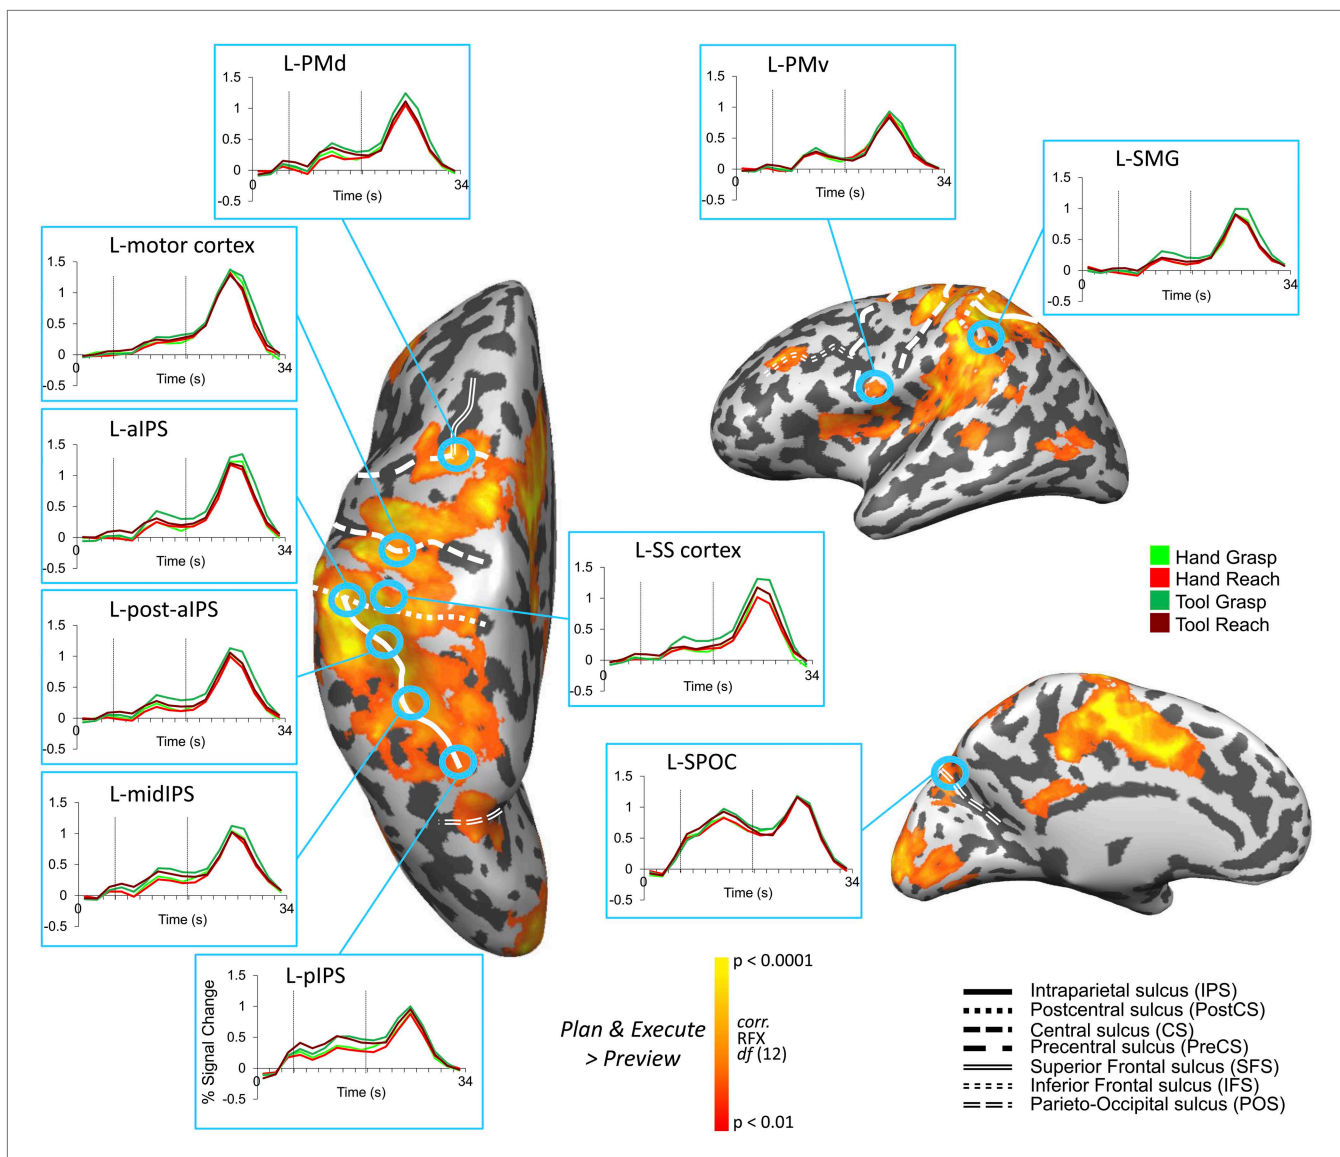 L-PMd
1.5
1
0.5
0
-0.5
0
34
Time (s)
L-PMv
1.5
1
0.5
0
-0.5
0
34
Time (s)
L-SMG
1.5
1
0.5
0
-0.5
0
34
Time (s)
L-motor cortex
1.5
1
0.5
0
-0.5
0
34
Time (s)
L-aIPS
1.5
1
0.5
0
-0.5
0
34
Time (s)
L-SS cortex
1.5
1
0.5
0
-0.5
0
34
Time (s)
Hand Grasp
Hand Reach
Tool Grasp
Tool Reach
L-post-aIPS
1.5
1
0.5
0
-0.5
0
34
Time (s)
L-midIPS
1.5
1
0.5
0
-0.5
0
34
Time (s)
L-SPOC
1.5
1
0.5
0
-0.5
0
34
Time (s)
L-pIPS
% Signal Change
1.5
1
0.5
0
-0.5
0
34
Time (s)
Plan & Execute
> Preview
p < 0.0001
corr.
RFX
df (12)
p < 0.01
Intraparietal sulcus (IPS)
Postcentral sulcus (PostCS)
Central sulcus (CS)
Precentral sulcus (PreCS)
Superior Frontal sulcus (SFS)
Inferior Frontal sulcus (IFS)
Parieto-Occipital sulcus (POS)